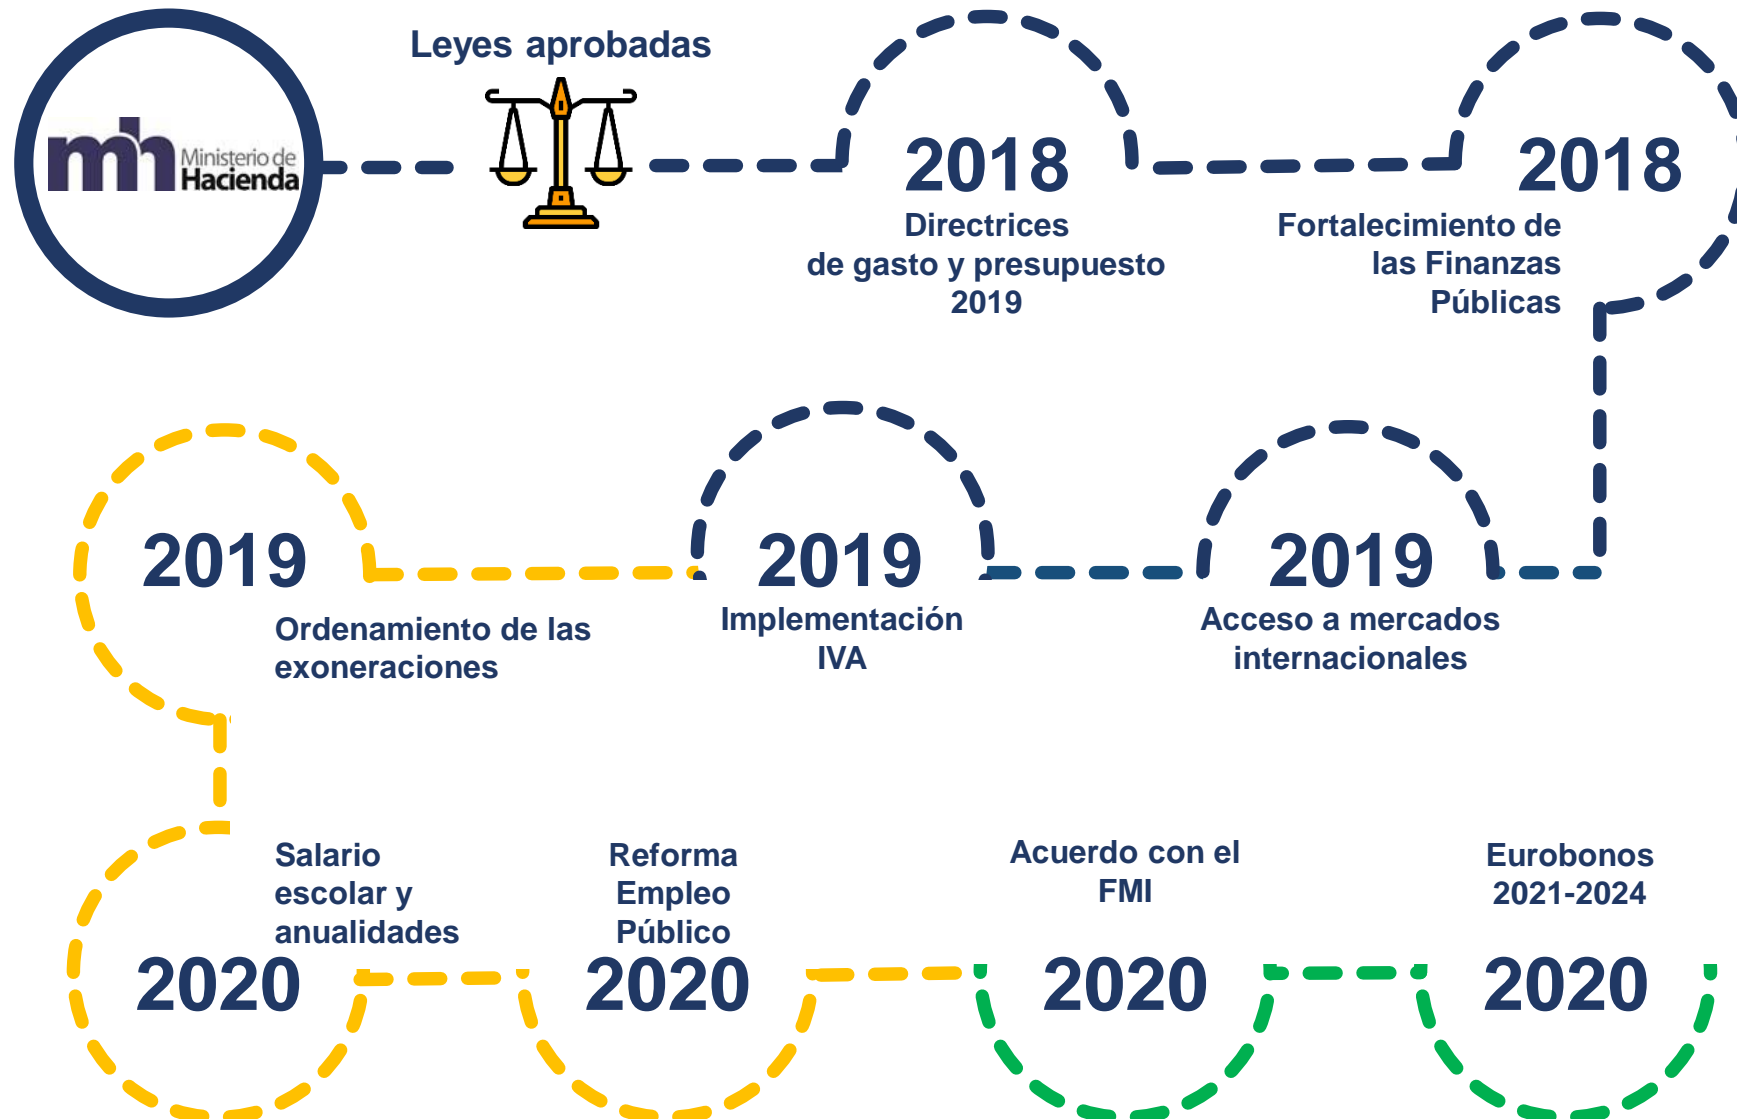 Ministerio de
Hacienda
Leyes aprobadas
2018
Directrices
de gasto y presupuesto
2019
2018
Fortalecimiento de
las Finanzas
Públicas
2019
Acceso a mercados
internacionales
2019
Implementación
IVA
2019
Ordenamiento de las
exoneraciones
Salario
escolar y
anualidades
2020
Reforma
Empleo
Público
2020
Acuerdo con el
FMI
2020
Eurobonos
2021-2024
2020